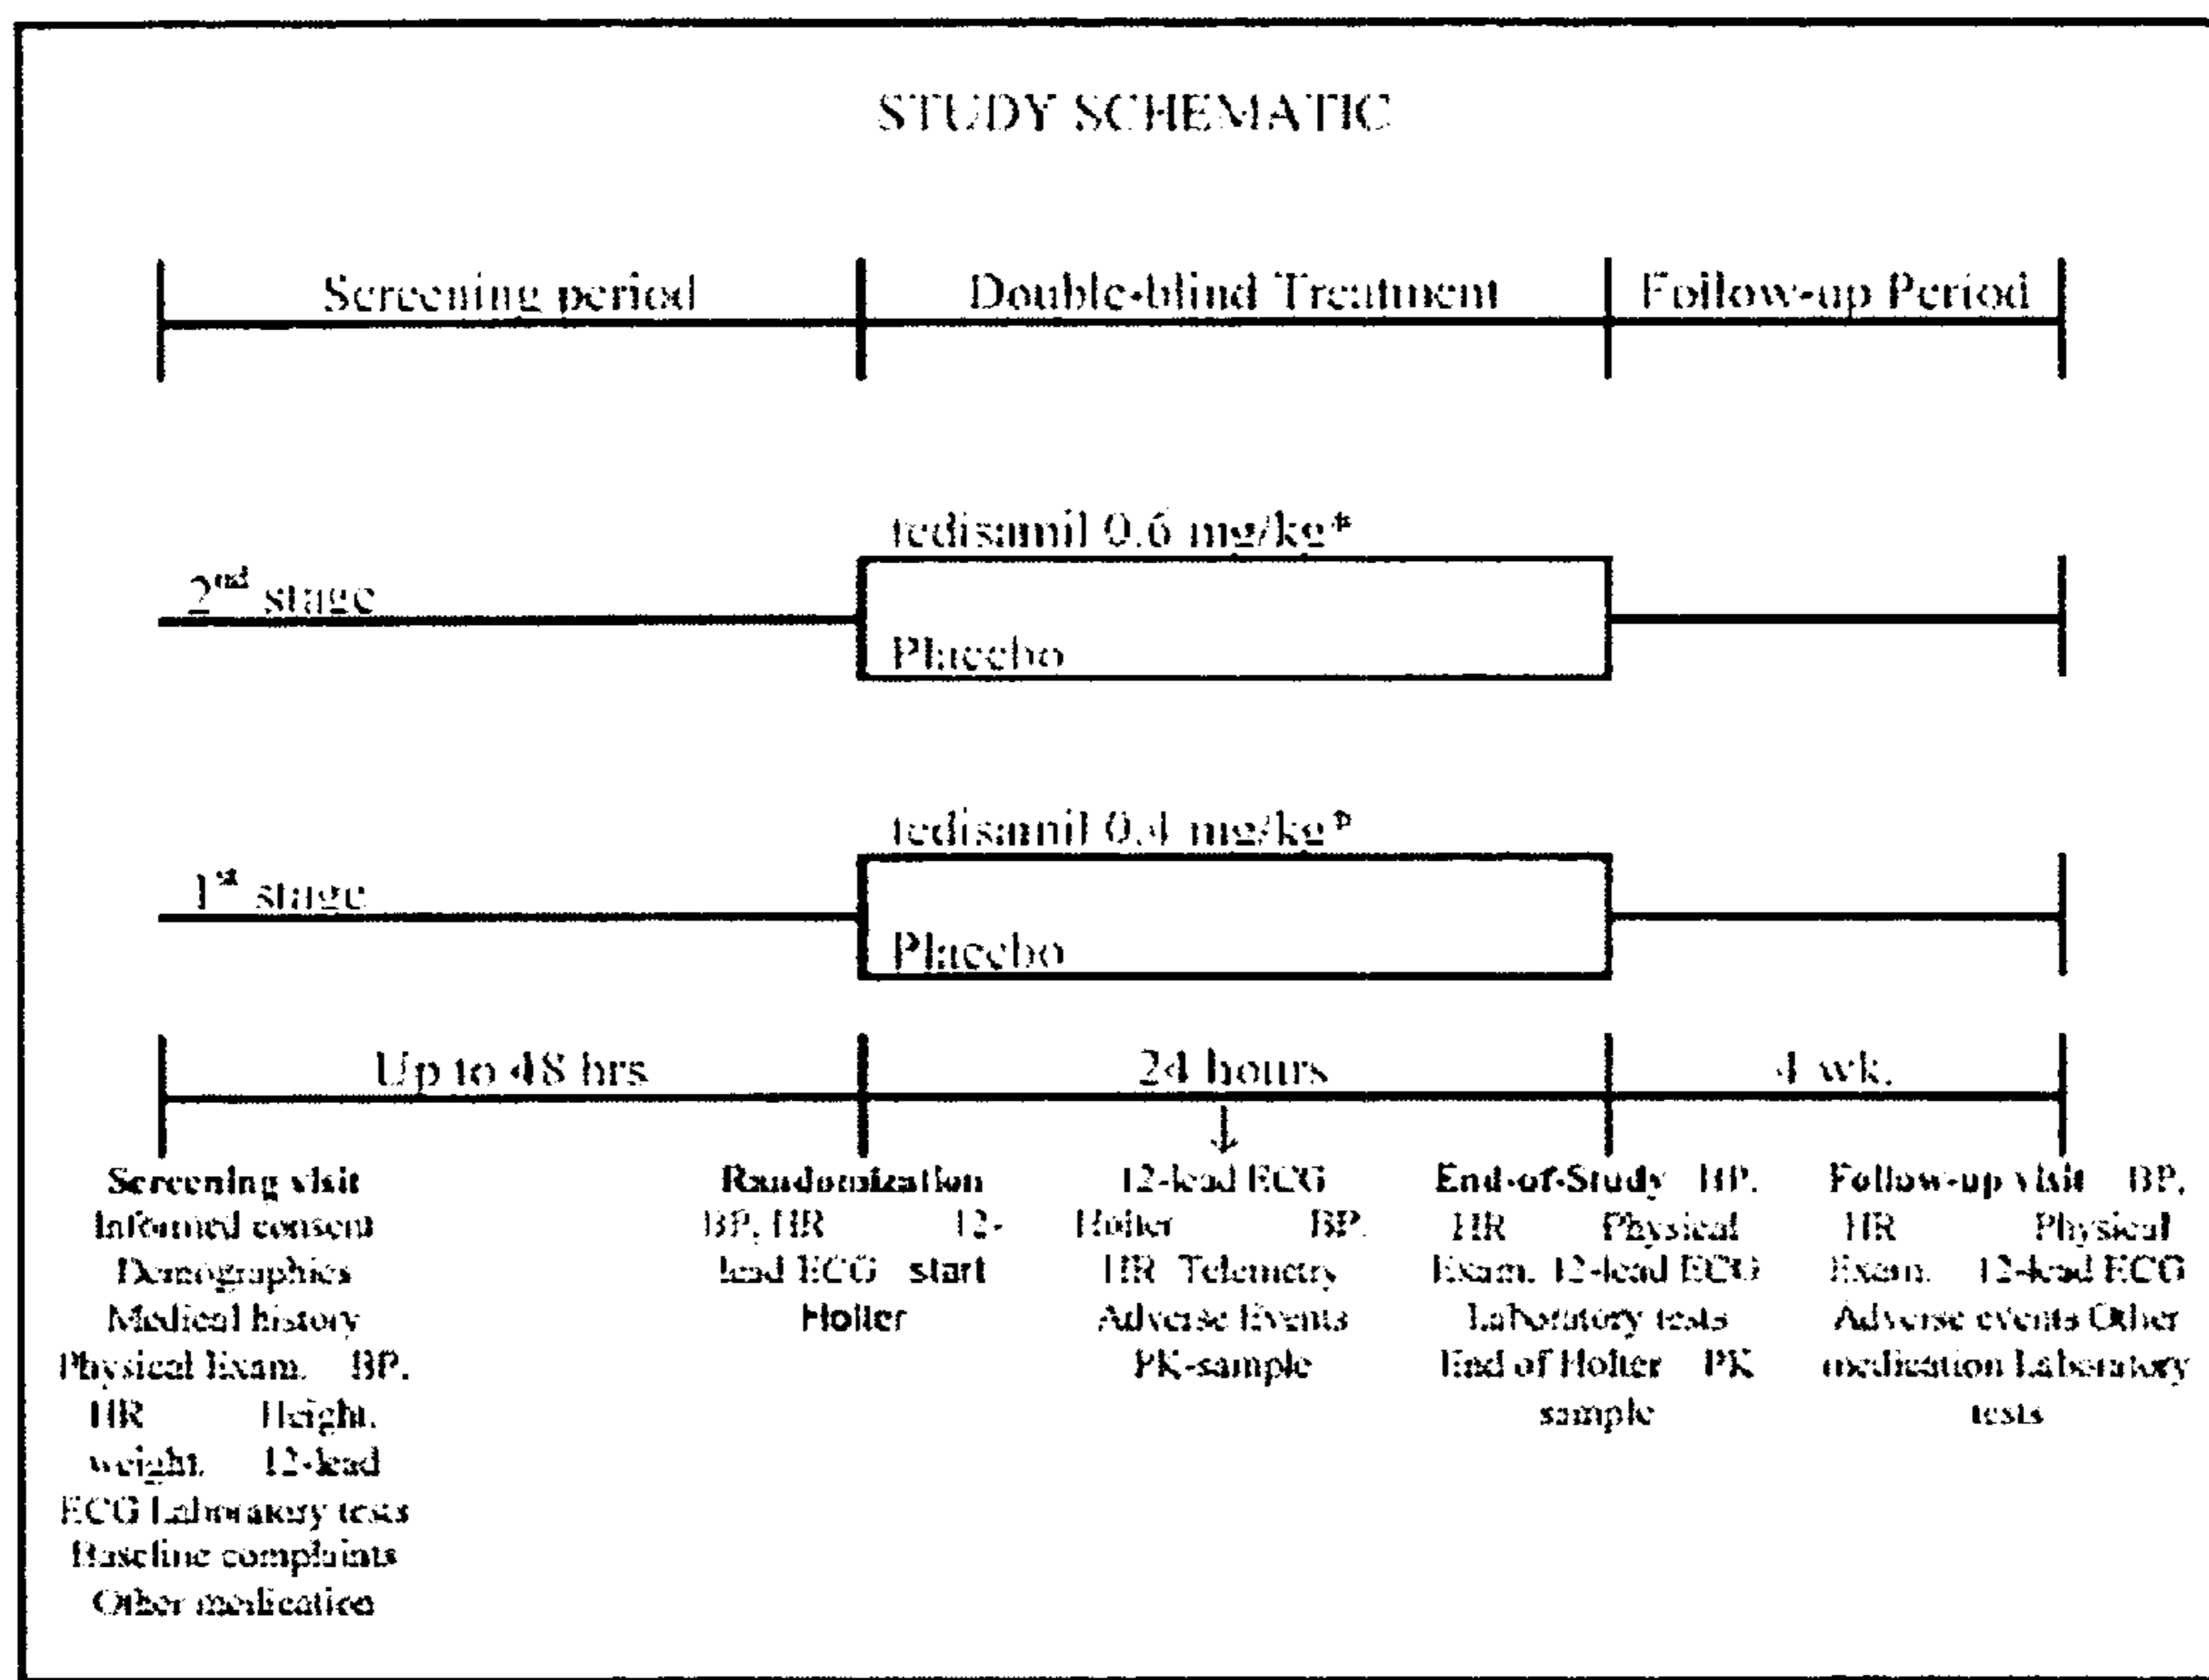 STUDY SCHEMATIC
Screening period
Double-blind Treatment
Follow-up Period
tedisamil 0.6 mg/kg*
2nd stage
Placebo
tedisamil 0.4 mg/kg*
1st stage
Placebo
Up to 48 hrs
24 hours
4 wk.
Screening visit
Informed consent
Demographics
Medical history
Physical Exam. BP,
HR Height,
weight, 12-lead
ECG Laboratory tests
Baseline complaints
Other medication
Randomization
BP, HR 12-
lead ECG start
Holter
12-lead ECG
Holter BP,
HR Telemetry
Adverse Events
PK-sample
End-of-Study BP,
HR Physical
Exam. 12-lead ECG
Laboratory tests
End of Holter PK
sample
Follow-up visit BP,
HR Physical
Exam. 12-lead ECG
Adverse events Other
medication Laboratory
tests